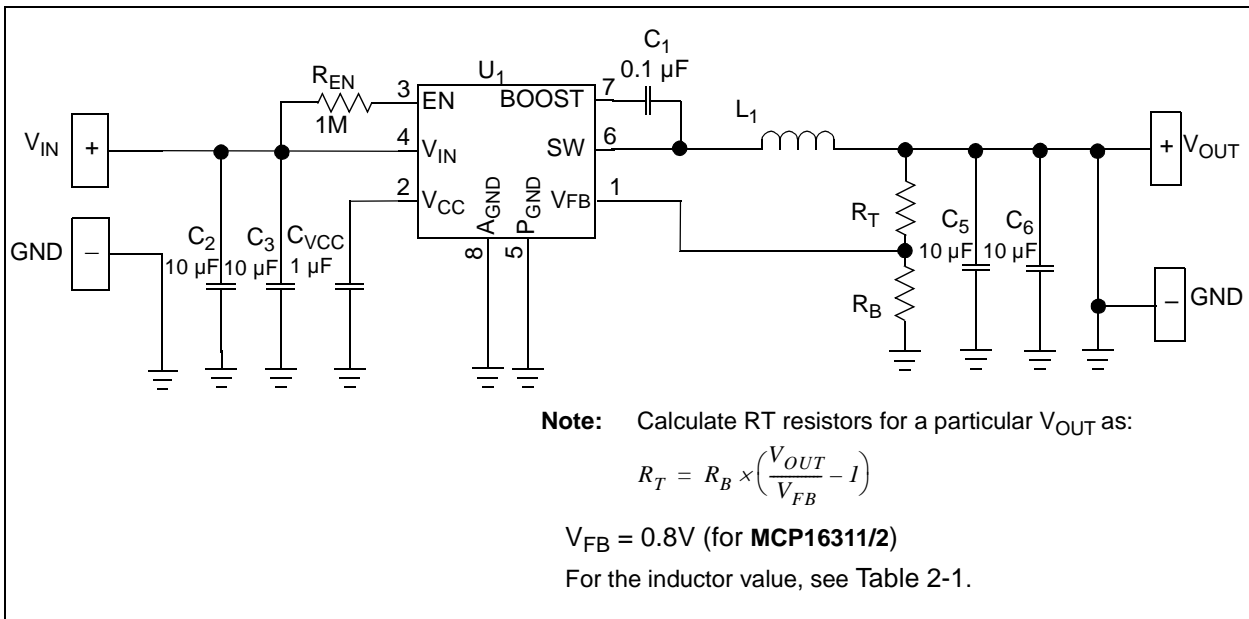 C1
0.1 µF
REN
1M
U1
3
EN
BOOST
7
L1
VIN
+
4
VIN
SW
6
+
VOUT
2
VCC
AGND
PGND
VFB
1
RT
C5
10 µF
C6
10 µF
GND
–
C2
10 µF
C3
10 µF
CVCC
1 µF
8
5
RB
–
GND
Note: Calculate RT resistors for a particular VOUT as:
RT = RB × (VOUT / VFB – 1)
VFB = 0.8V (for MCP16311/2)
For the inductor value, see Table 2-1.